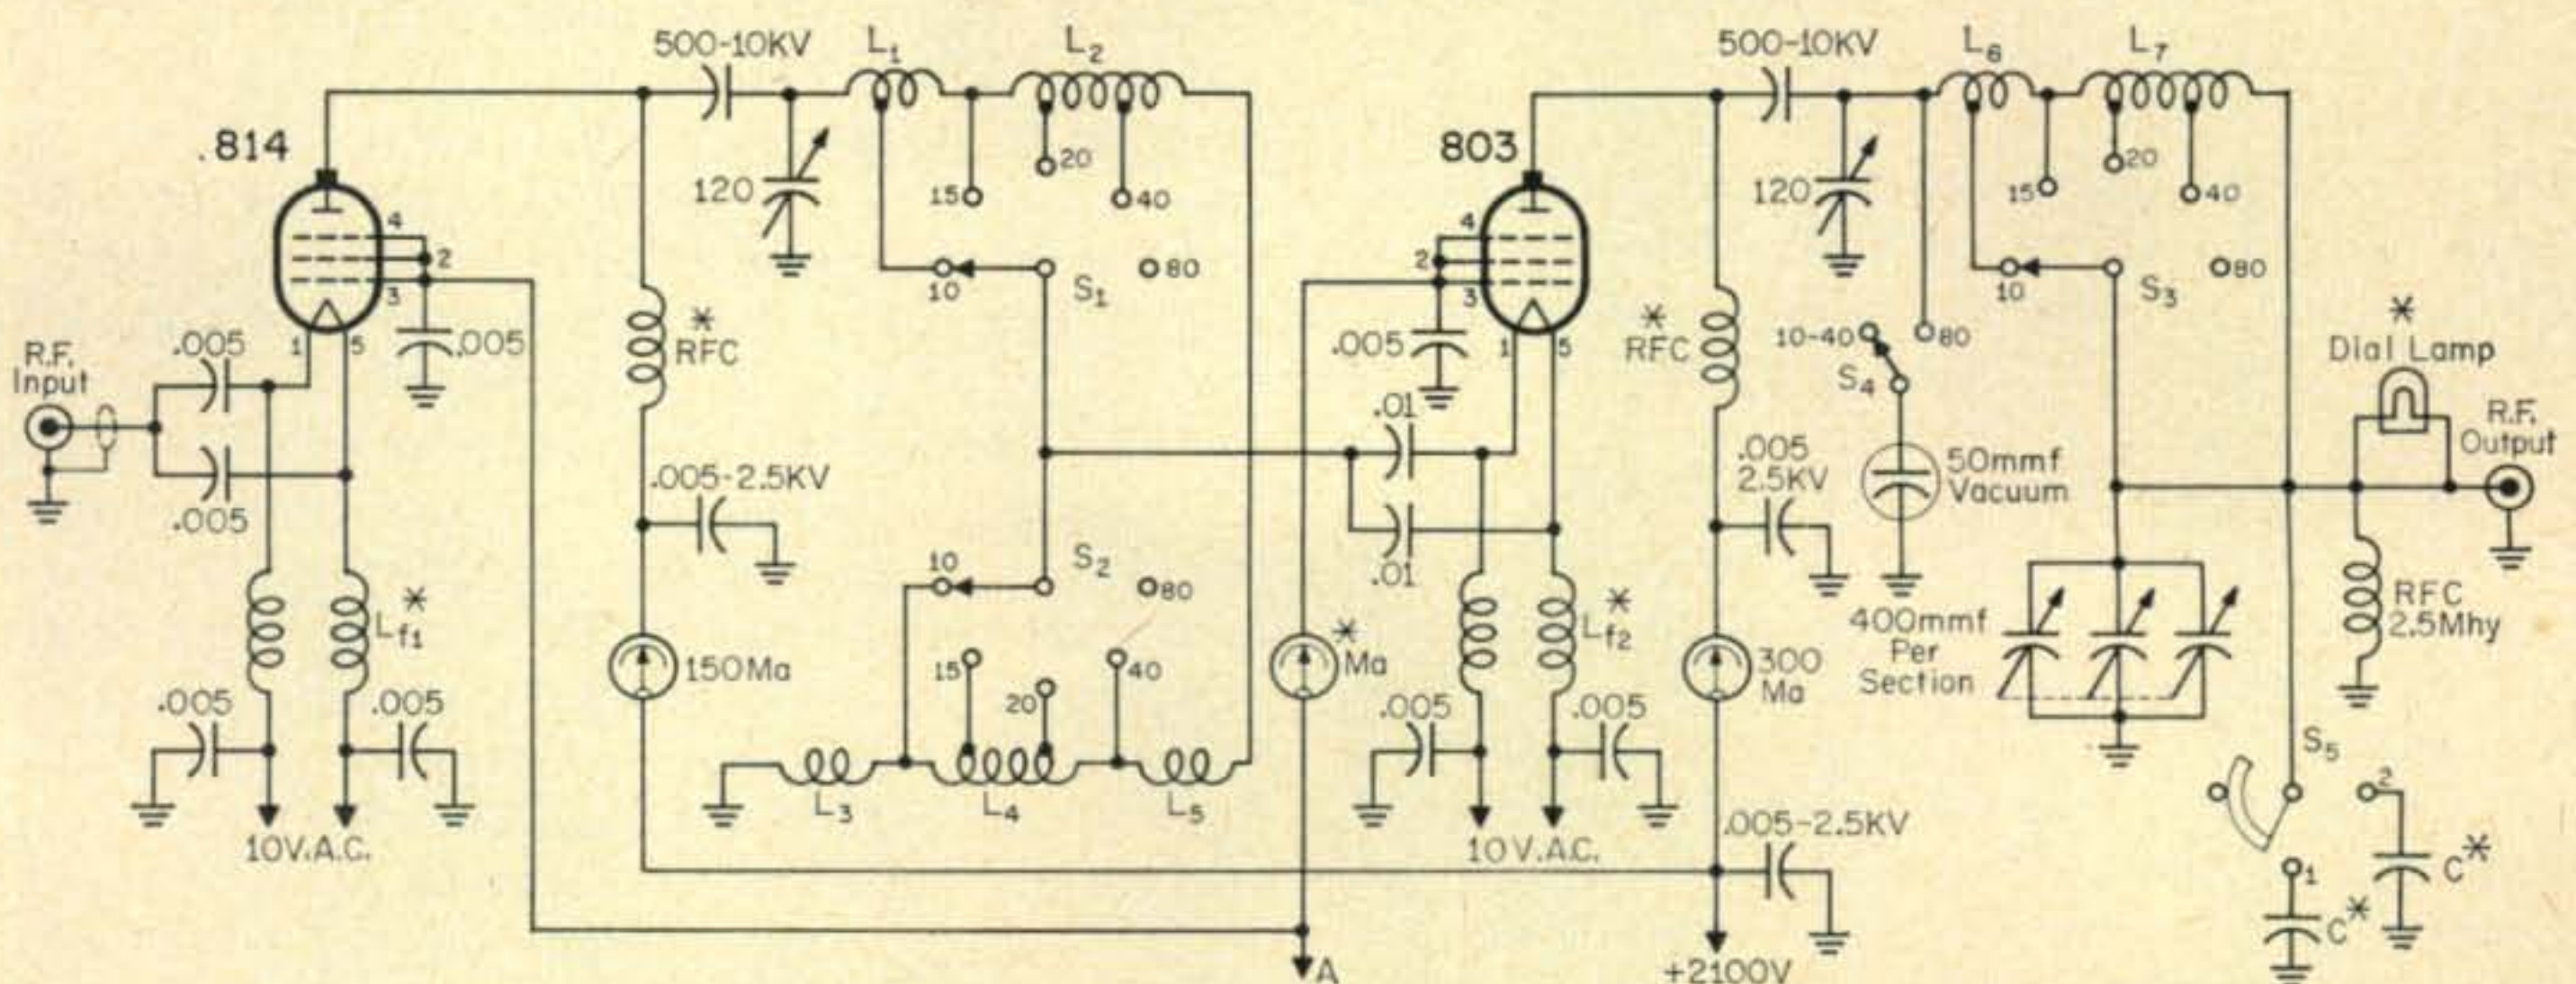 500-10KV
L1
L2
.814
4
2
3
1
5
.005
R.F.
Input
.005
.005
Lf1*
.005
.005
10V.A.C.
120
15
20
40
10
S1
80
*
RFC
.005-2.5KV
150Ma
10
S2
80
15
20
40
L3
L4
L5
500-10KV
L6
L7
803
4
2
3
1
5
.005
.01
.01
*
Ma
Lf2*
.005
.005
10V.A.C.
A
*
RFC
120
10-40
80
S4
50mmf
Vacuum
.005
2.5KV
300
Ma
.005-2.5KV
+2100V
15
20
40
10
S3
80
*
Dial Lamp
R.F.
Output
400mmf
Per
Section
RFC
2.5Mhy
S5
2
1
C*
C*